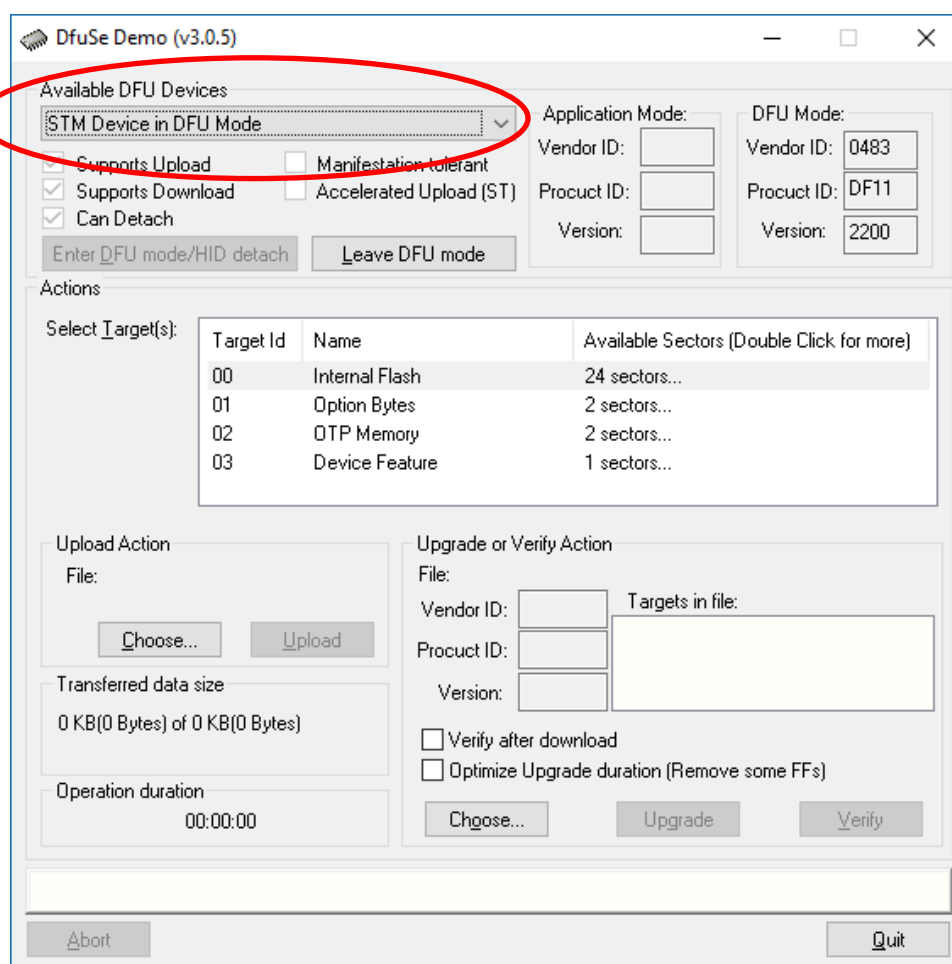 DfuSe Demo (v3.0.5)
Available DFU Devices
STM Device in DFU Mode
Supports Upload
Manifestation tolerant
Supports Download
Accelerated Upload (ST)
Can Detach
Enter DFU mode/HID detach
Leave DFU mode
Application Mode:
Vendor ID:
Procuct ID:
Version:
DFU Mode:
Vendor ID: 0483
Procuct ID: DF11
Version: 2200
Actions
Select Target(s):
Target Id Name Available Sectors (Double Click for more)
00 Internal Flash 24 sectors...
01 Option Bytes 2 sectors...
02 OTP Memory 2 sectors...
03 Device Feature 1 sectors...
Upload Action
File:
Choose... Upload
Transferred data size
0 KB(0 Bytes) of 0 KB(0 Bytes)
Operation duration
00:00:00
Upgrade or Verify Action
File:
Vendor ID:
Procuct ID:
Version:
Targets in file:
Verify after download
Optimize Upgrade duration (Remove some FFs)
Choose... Upgrade Verify
Abort Quit